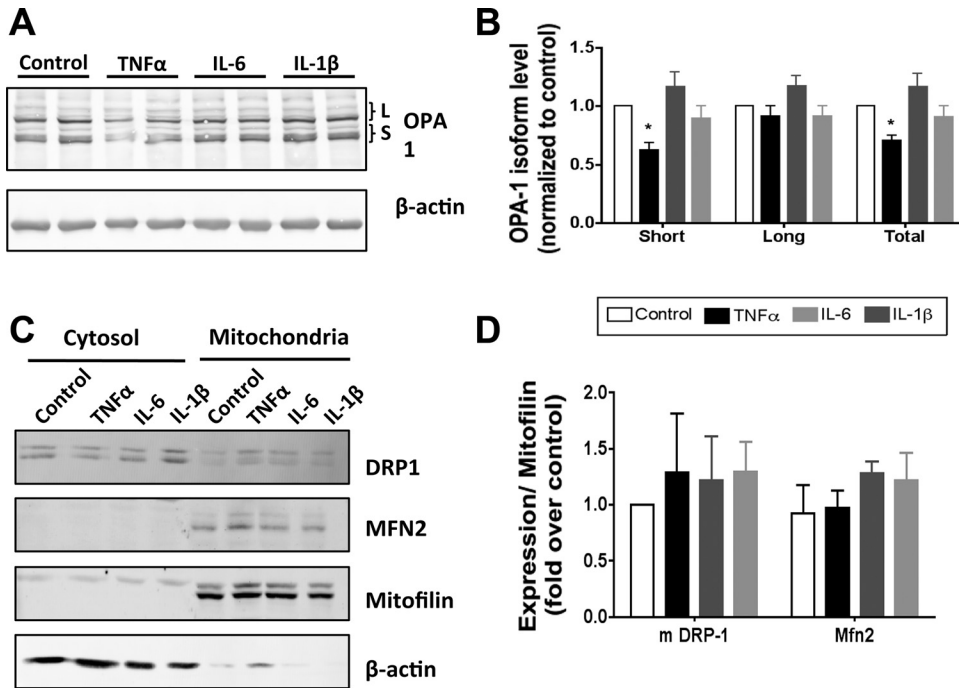 A
Control TNFα IL-6 IL-1β
L
S
OPA
1
β-actin
B
OPA-1 isoform level
(normalized to control)
1.5
1.0
0.5
0.0
* *
Short Long Total
Control TNFα IL-6 IL-1β
C
Cytosol Mitochondria
Control TNFα IL-6 IL-1β Control TNFα IL-6 IL-1β
DRP1
MFN2
Mitofilin
β-actin
D
Expression/ Mitofilin
(fold over control)
2.0
1.5
1.0
0.5
0.0
m DRP-1 Mfn2